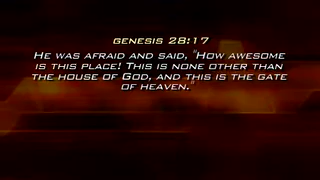 GENESIS 28:17
HE WAS AFRAID AND SAID, "HOW AWESOME
IS THIS PLACE! THIS IS NONE OTHER THAN
THE HOUSE OF GOD, AND THIS IS THE GATE
OF HEAVEN."